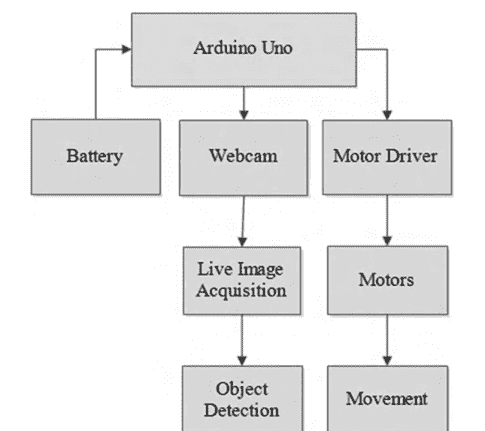 Arduino Uno
Battery
Webcam
Motor Driver
Live Image
Acquisition
Motors
Object
Detection
Movement